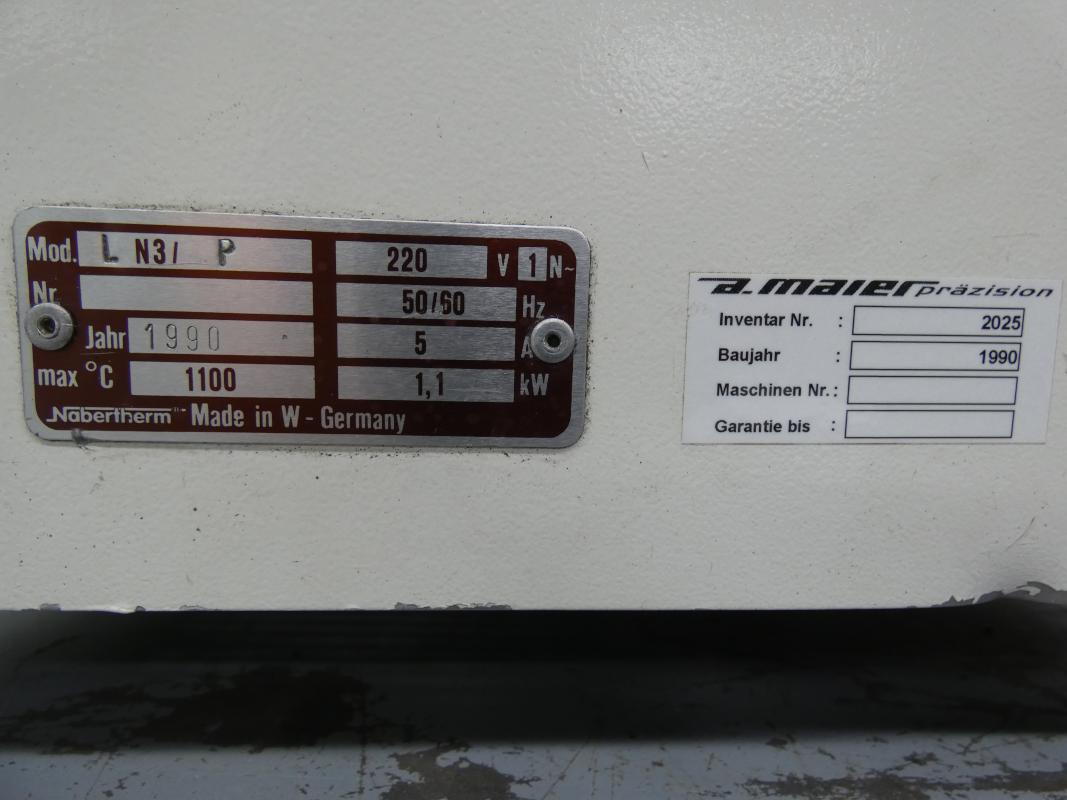 Mod. L N3/ P
Nr.
Jahr 1990
max °C 1100
220 V 1 N~
50/60 Hz
5 A
1,1 kW
Nabertherm Made in W-Germany
a.maier präzision
Inventar Nr. : 2025
Baujahr : 1990
Maschinen Nr. :
Garantie bis :